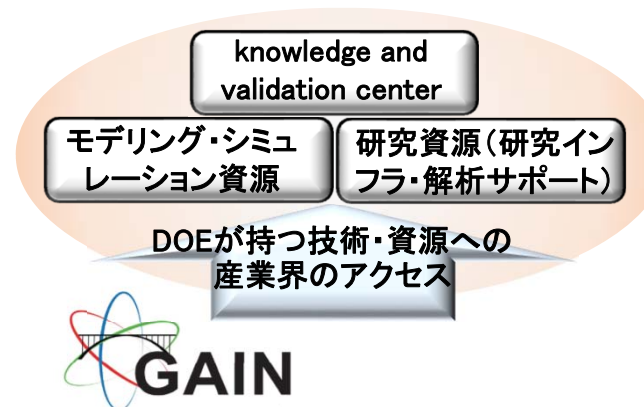 knowledge and
validation center
モデリング・シミュ
レーション資源
研究資源(研究イン
フラ・解析サポート)
DOEが持つ技術・資源への
産業界のアクセス
GAIN